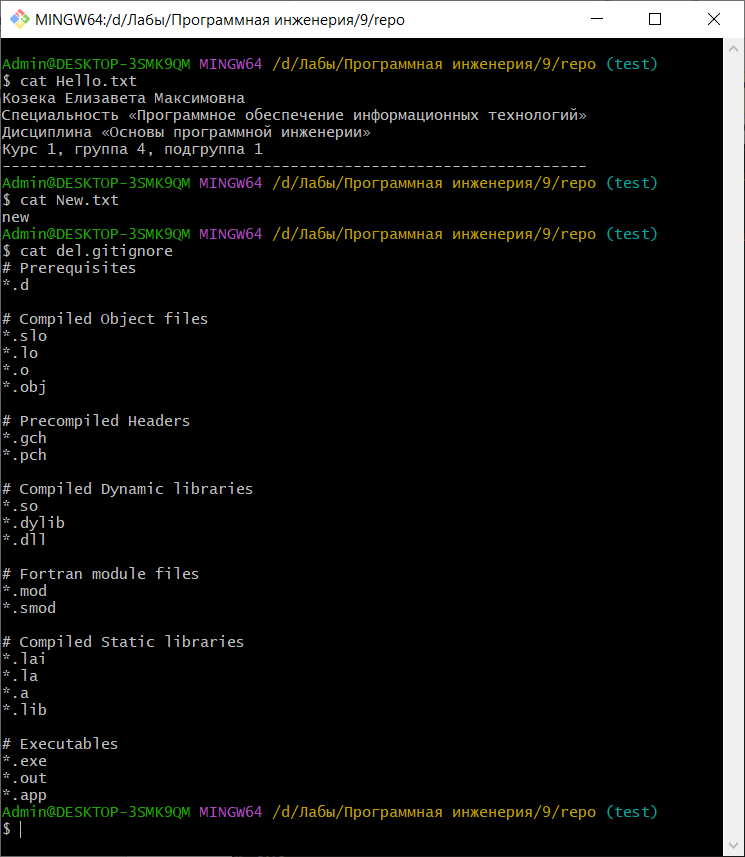 MINGW64:/d/Лабы/Программная инженерия/9/repo
Admin@DESKTOP-3SMK9QM MINGW64 /d/Лабы/Программная инженерия/9/repo (test)
$ cat Hello.txt
Козека Елизавета Максимовна
Специальность «Программное обеспечение информационных технологий»
Дисциплина «Основы программной инженерии»
Курс 1, группа 4, подгруппа 1
-----------------------------------------------------------------
Admin@DESKTOP-3SMK9QM MINGW64 /d/Лабы/Программная инженерия/9/repo (test)
$ cat New.txt
new
Admin@DESKTOP-3SMK9QM MINGW64 /d/Лабы/Программная инженерия/9/repo (test)
$ cat del.gitignore
# Prerequisites
*.d

# Compiled Object files
*.slo
*.lo
*.o
*.obj

# Precompiled Headers
*.gch
*.pch

# Compiled Dynamic libraries
*.so
*.dylib
*.dll

# Fortran module files
*.mod
*.smod

# Compiled Static libraries
*.lai
*.la
*.a
*.lib

# Executables
*.exe
*.out
*.app
Admin@DESKTOP-3SMK9QM MINGW64 /d/Лабы/Программная инженерия/9/repo (test)
$